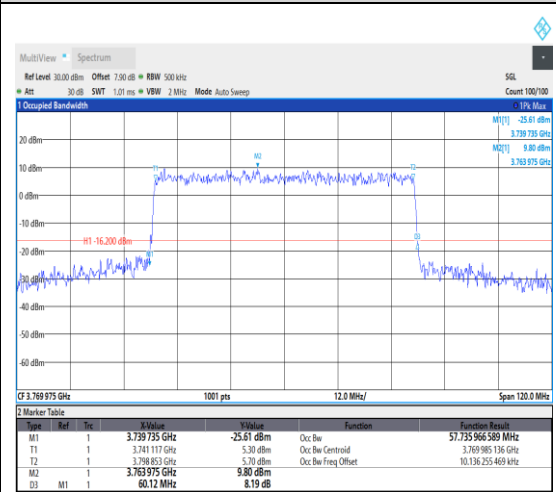 MultiView Spectrum
Ref Level 30.00 dBm Offset 7.90 dB RBW 500 kHz SGL
Att 30 dB SWT 1.01 ms VBW 2 MHz Mode Auto Sweep Count 100/100
1 Occupied Bandwidth 1Pk Max
M1[1] -25.61 dBm
3.739 735 GHz
M2[1] 9.80 dBm
3.763 975 GHz
20 dBm
M2
T1
T2
10 dBm
0 dBm
-10 dBm
H1 -16.200 dBm
D3
-20 dBm
M1
-30 dBm
-40 dBm
-50 dBm
-60 dBm
CF 3.769 975 GHz 1001 pts 12.0 MHz/ Span 120.0 MHz
2 Marker Table
Type Ref Trc X-Value Y-Value Function Function Result
M1 1 3.739 735 GHz -25.61 dBm Occ Bw 57.735 966 589 MHz
T1 1 3.741 117 GHz 5.30 dBm Occ Bw Centroid 3.769 985 136 GHz
T2 1 3.798 853 GHz 5.70 dBm Occ Bw Freq Offset 10.136 255 469 kHz
M2 1 3.763 975 GHz 9.80 dBm
D3 M1 1 60.12 MHz 8.19 dB